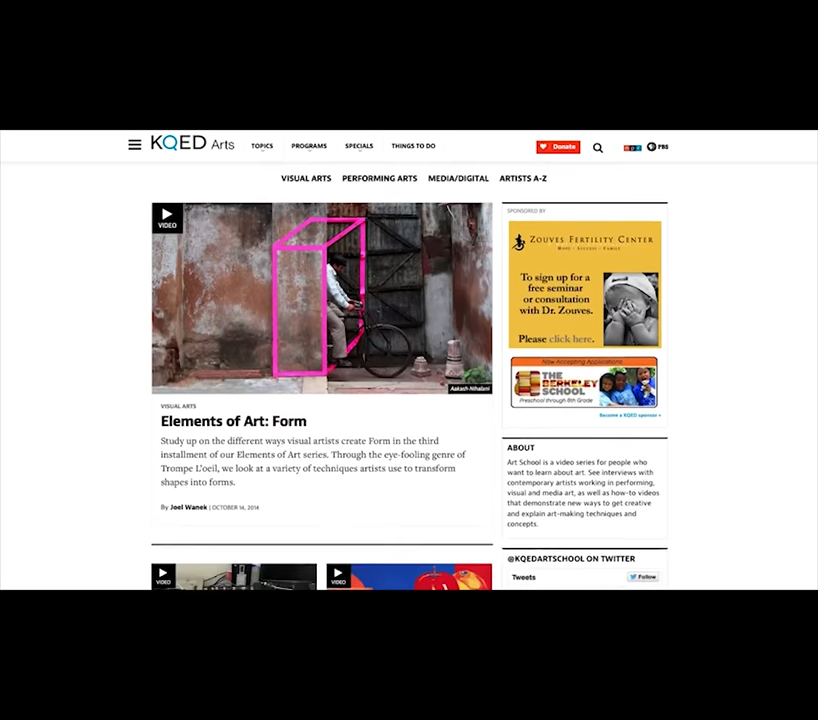 KQED Arts
TOPICS
PROGRAMS
SPECIALS
THINGS TO DO
Donate
npr
PBS
VISUAL ARTS
PERFORMING ARTS
MEDIA/DIGITAL
ARTISTS A-Z
VIDEO
Aakash Nihalani
VISUAL ARTS
Elements of Art: Form
Study up on the different ways visual artists create Form in the third
installment of our Elements of Art series. Through the eye-fooling genre of
Trompe L'oeil, we look at a variety of techniques artists use to transform
shapes into forms.
By Joel Wanek | OCTOBER 14, 2014
VIDEO
VIDEO
SPONSORED BY
ZOUVES FERTILITY CENTER
HOPE · SUCCESS · FAMILY
To sign up for a
free seminar
or consultation
with Dr. Zouves.
Please click here.
Now Accepting Applications
THE
BERKELEY
SCHOOL
Preschool through 8th Grade
Become a KQED sponsor »
ABOUT
Art School is a video series for people who
want to learn about art. See interviews with
contemporary artists working in performing,
visual and media art, as well as how-to videos
that demonstrate new ways to get creative
and explain art-making techniques and
concepts.
@KQEDARTSCHOOL ON TWITTER
Tweets
Follow